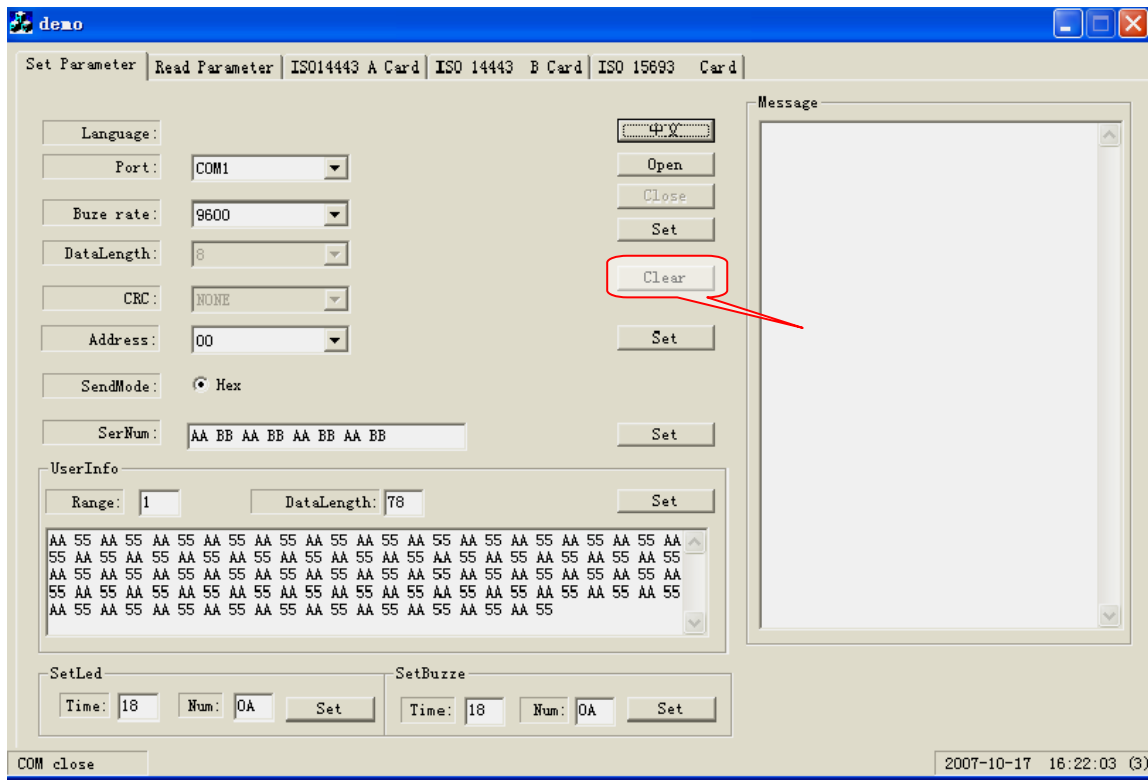 demo
Set Parameter
Read Parameter
ISO14443 A Card
ISO 14443 B Card
ISO 15693 Card
Language:
中文
Port:
COM1
Open
Close
Buze rate:
9600
Set
DataLength:
8
Clear
CRC:
NONE
Address:
00
Set
SendMode:
Hex
SerNum:
AA BB AA BB AA BB AA BB
Set
UserInfo
Range:
1
DataLength:
78
Set
AA 55 AA 55 AA 55 AA 55 AA 55 AA 55 AA 55 AA 55 AA 55 AA 55 AA 55 AA 55 AA
55 AA 55 AA 55 AA 55 AA 55 AA 55 AA 55 AA 55 AA 55 AA 55 AA 55 AA 55 AA 55
AA 55 AA 55 AA 55 AA 55 AA 55 AA 55 AA 55 AA 55 AA 55 AA 55 AA 55 AA 55 AA
55 AA 55 AA 55 AA 55 AA 55 AA 55 AA 55 AA 55 AA 55 AA 55 AA 55 AA 55 AA 55
AA 55 AA 55 AA 55 AA 55 AA 55 AA 55 AA 55 AA 55 AA 55 AA 55
SetLed
Time:
18
Num:
0A
Set
SetBuzze
Time:
18
Num:
0A
Set
Message
COM close
2007-10-17 16:22:03 (3)